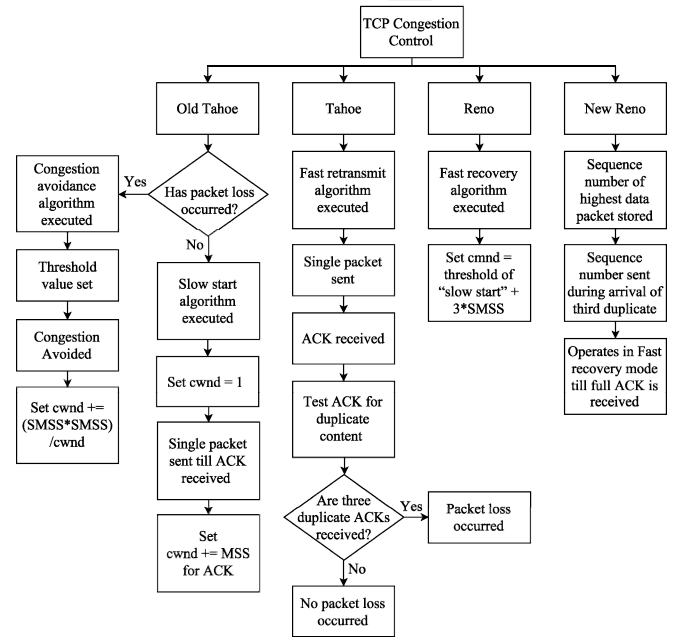 TCP Congestion
Control
Old Tahoe
Tahoe
Reno
New Reno
Has packet loss
occurred?
Yes
No
Congestion
avoidance
algorithm
executed
Threshold
value set
Congestion
Avoided
Set cwnd +=
(SMSS*SMSS)
/cwnd
Slow start
algorithm
executed
Set cwnd = 1
Single packet
sent till ACK
received
Set
cwnd += MSS
for ACK
Fast retransmit
algorithm
executed
Single packet
sent
ACK received
Test ACK for
duplicate
content
Are three
duplicate ACKs
received?
Yes
Packet loss
occurred
No
No packet loss
occurred
Fast recovery
algorithm
executed
Set cmnd =
threshold of
“slow start” +
3*SMSS
Sequence
number of
highest data
packet stored
Sequence
number sent
during arrival of
third duplicate
Operates in Fast
recovery mode
till full ACK is
received